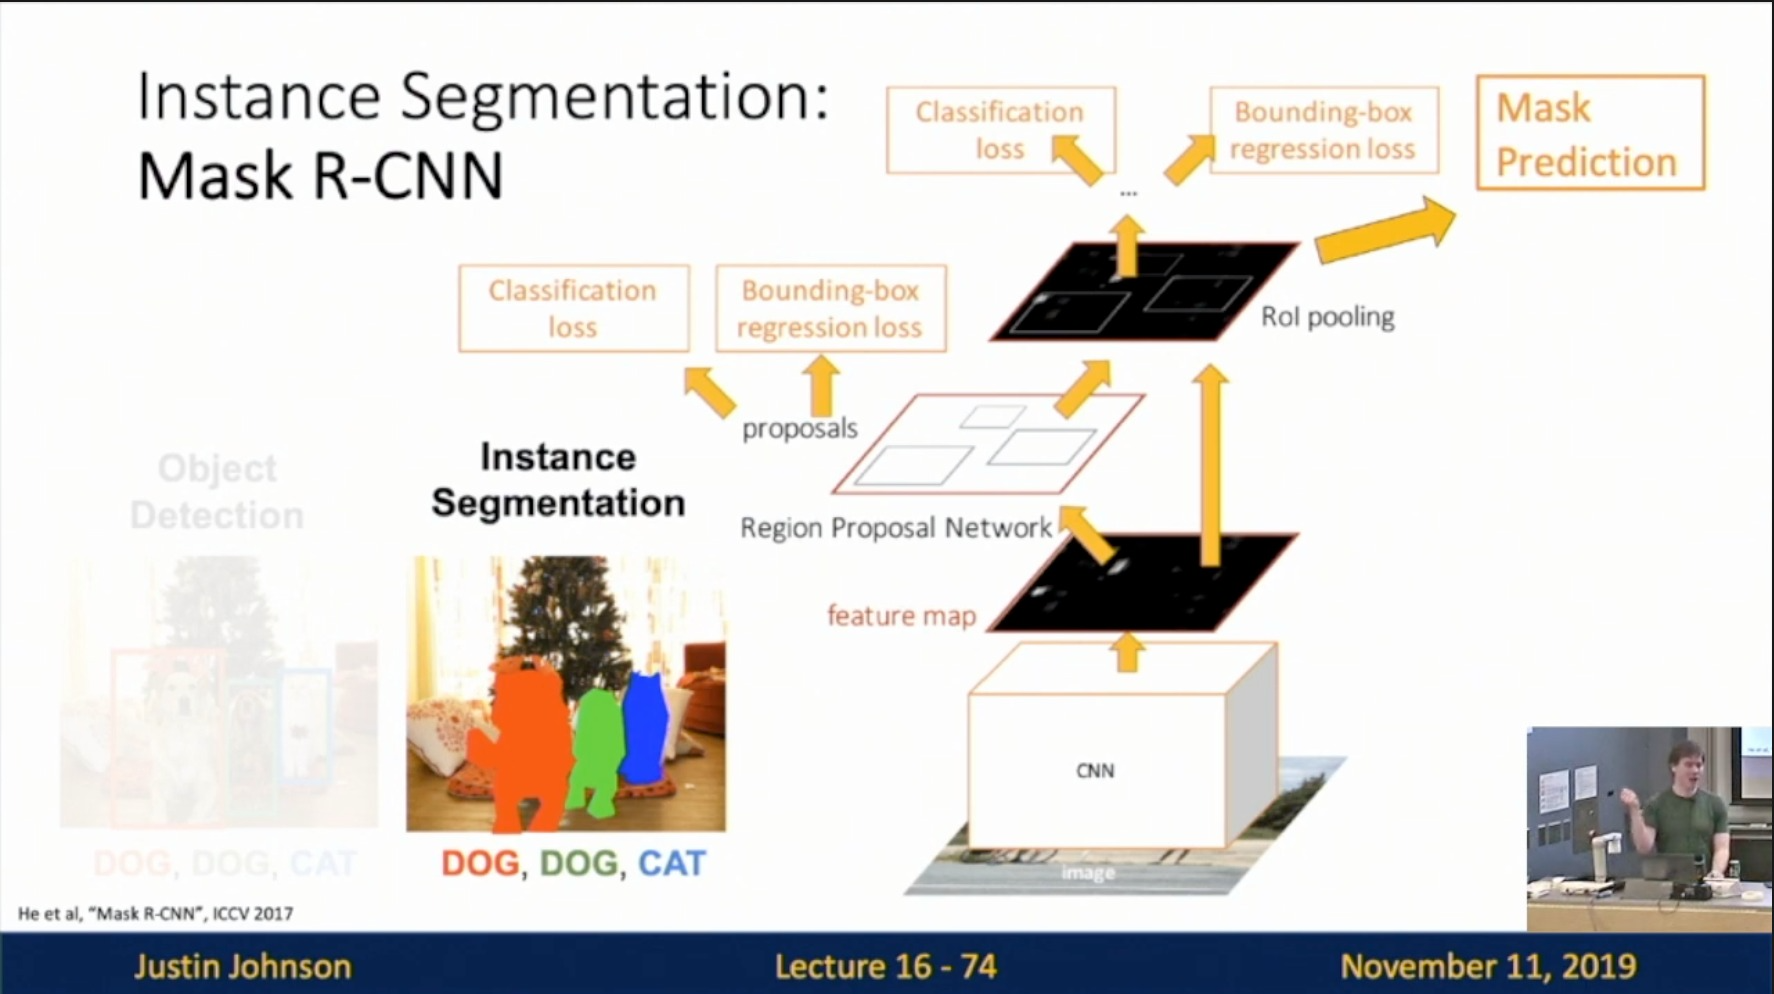 Instance Segmentation:
Mask R-CNN
Classification
loss
Bounding-box
regression loss
Mask
Prediction
...
RoI pooling
Classification
loss
Bounding-box
regression loss
proposals
Region Proposal Network
feature map
CNN
image
Object
Detection
DOG, DOG, CAT
Instance
Segmentation
DOG, DOG, CAT
He et al, “Mask R-CNN”, ICCV 2017
Justin Johnson
Lecture 16 - 74
November 11, 2019